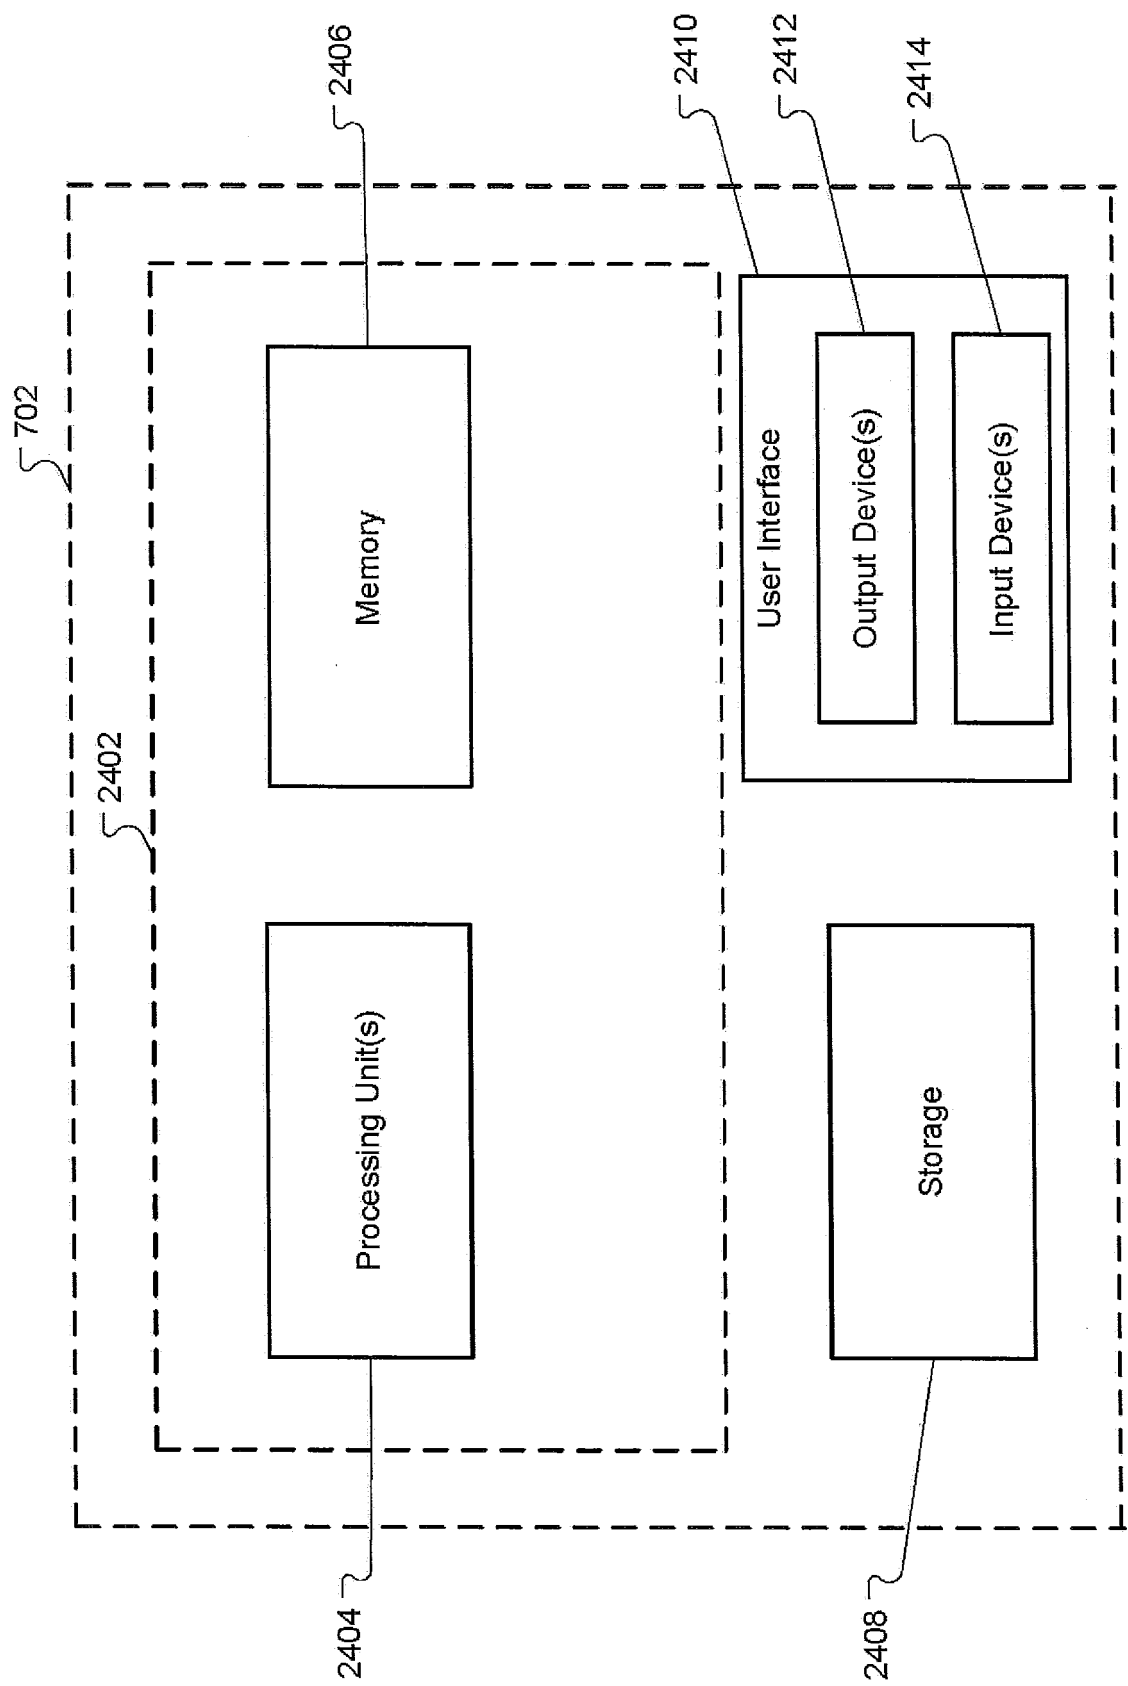 702
2402
2404
Processing Unit(s)
Memory
2406
2408
Storage
User Interface
2410
Output Device(s)
2412
Input Device(s)
2414